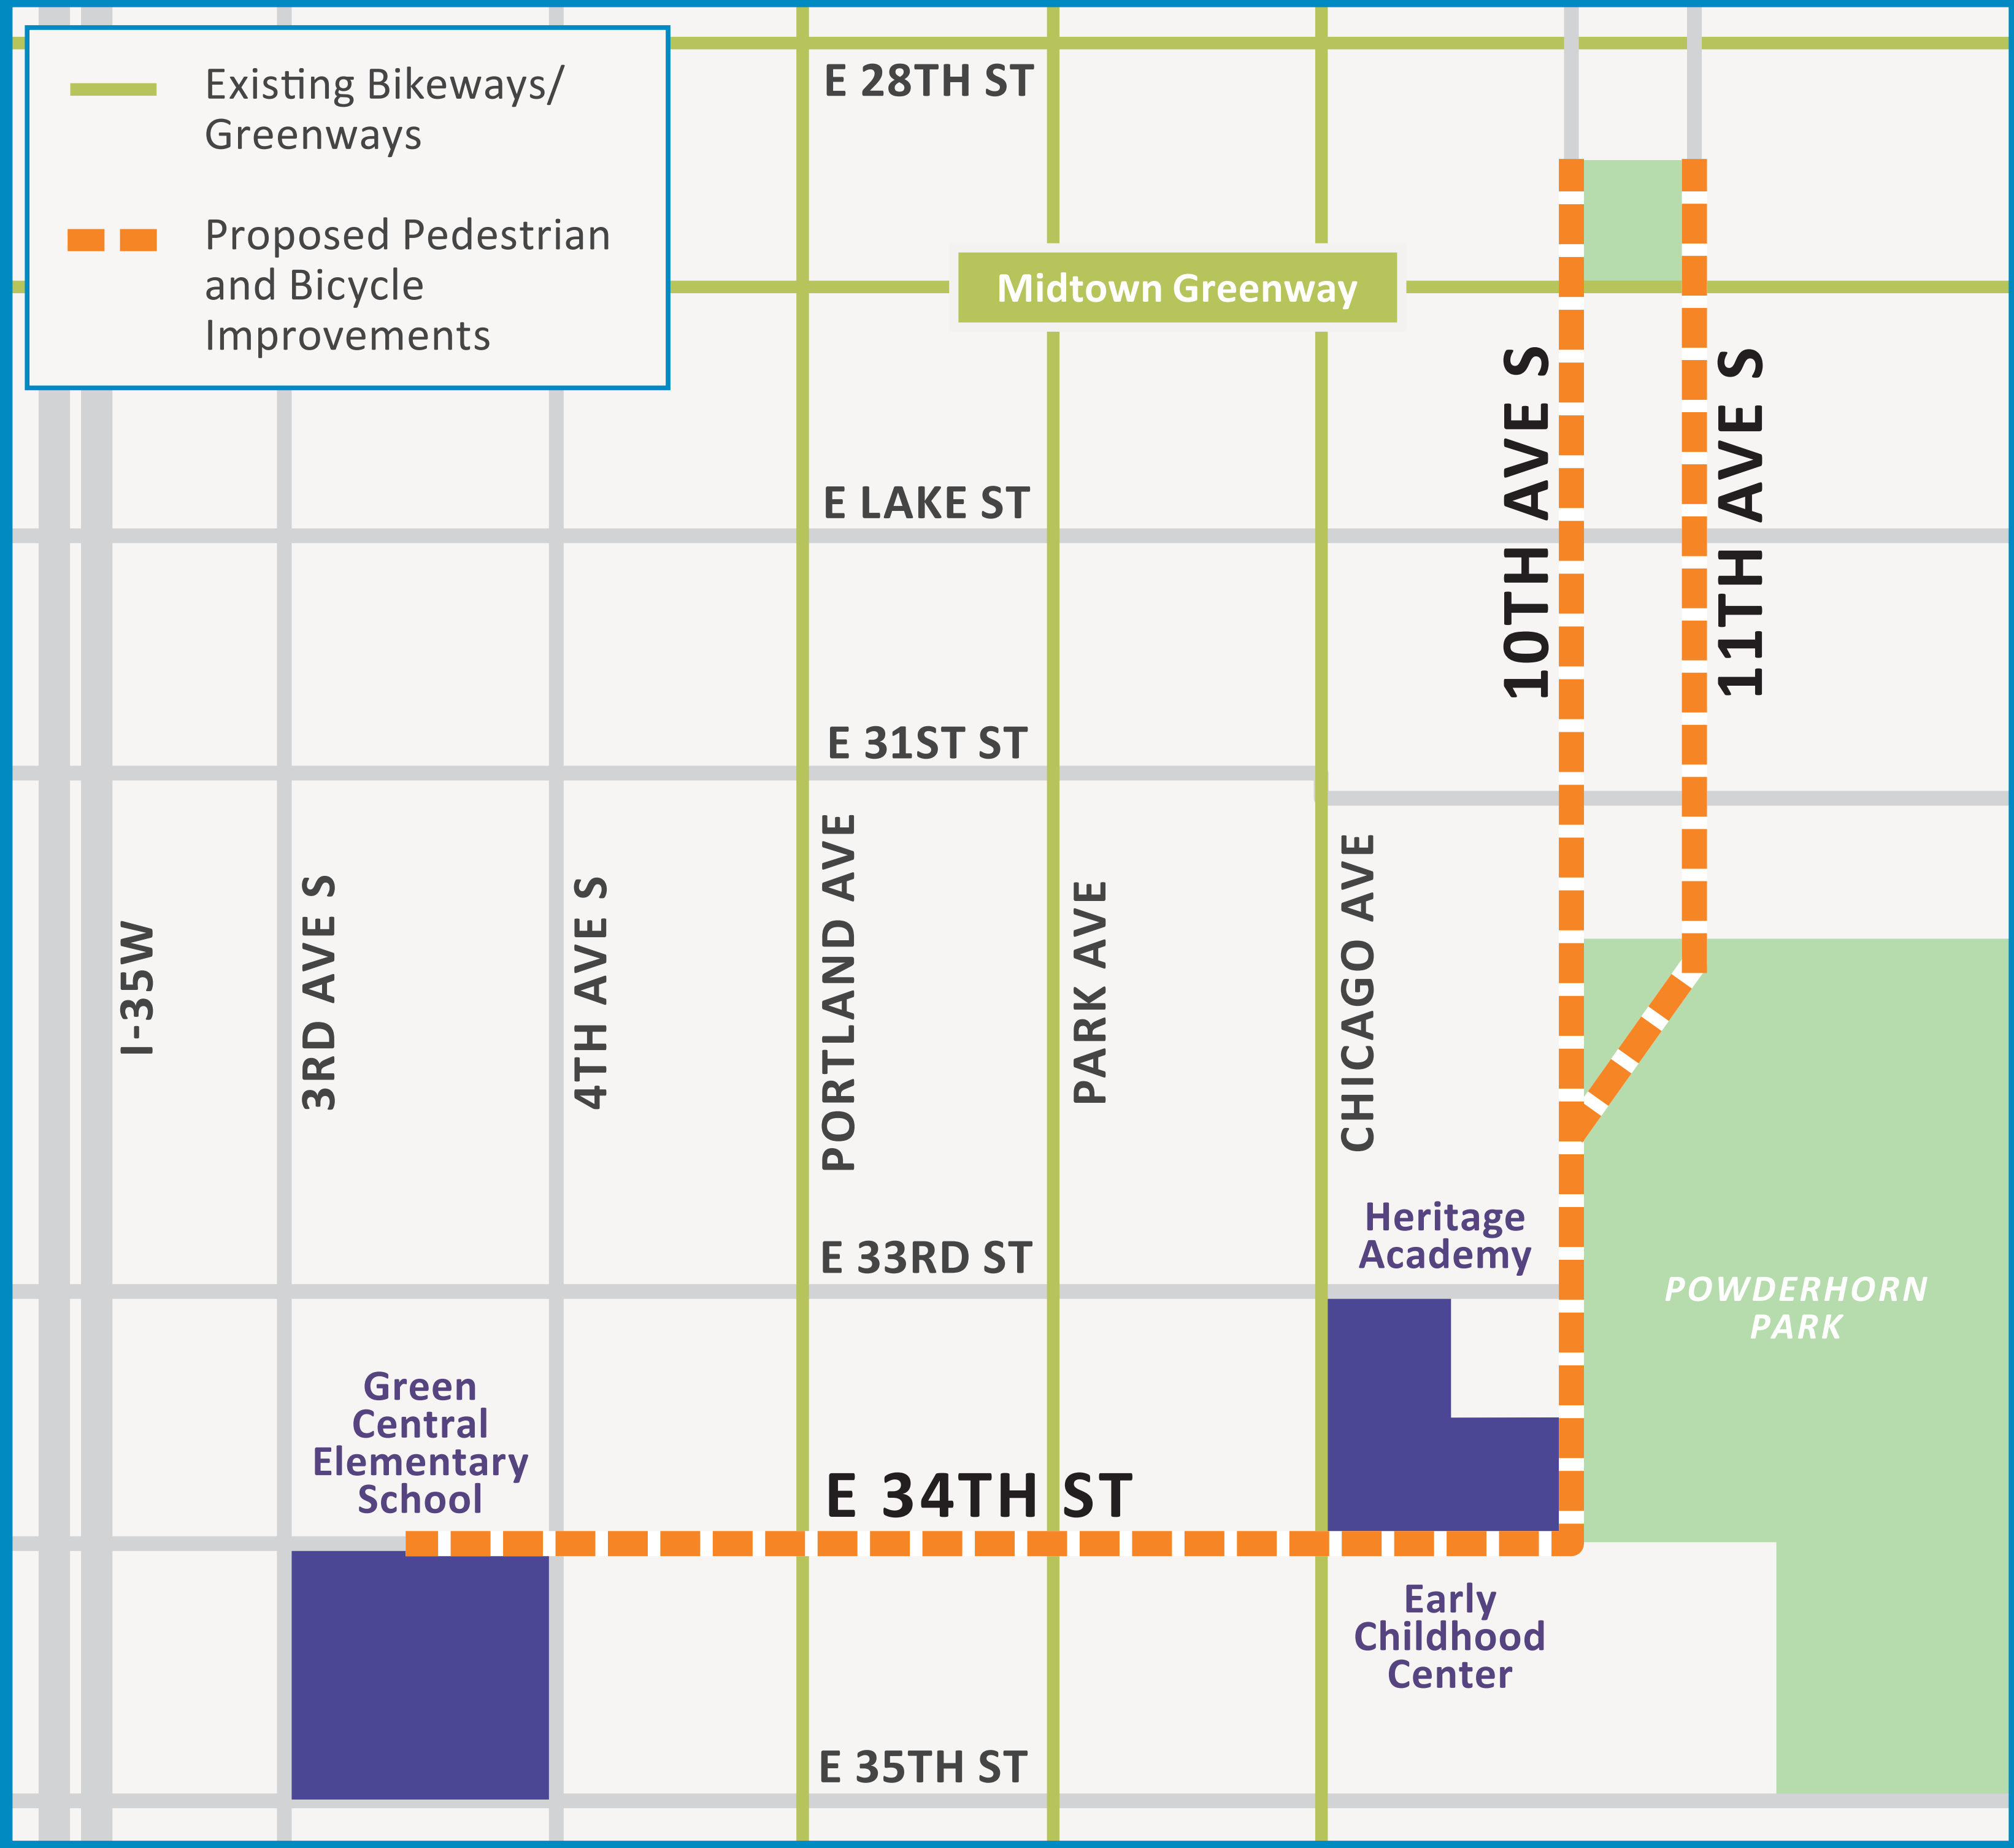 Existing Bikeways/
Greenways
Proposed Pedestrian
and Bicycle
Improvements
E 28TH ST
Midtown Greenway
E LAKE ST
10TH AVE S
11TH AVE S
E 31ST ST
I-35W
3RD AVE S
4TH AVE S
PORTLAND AVE
PARK AVE
CHICAGO AVE
E 33RD ST
Heritage
Academy
POWDERHORN
PARK
Green
Central
Elementary
School
E 34TH ST
Early
Childhood
Center
E 35TH ST